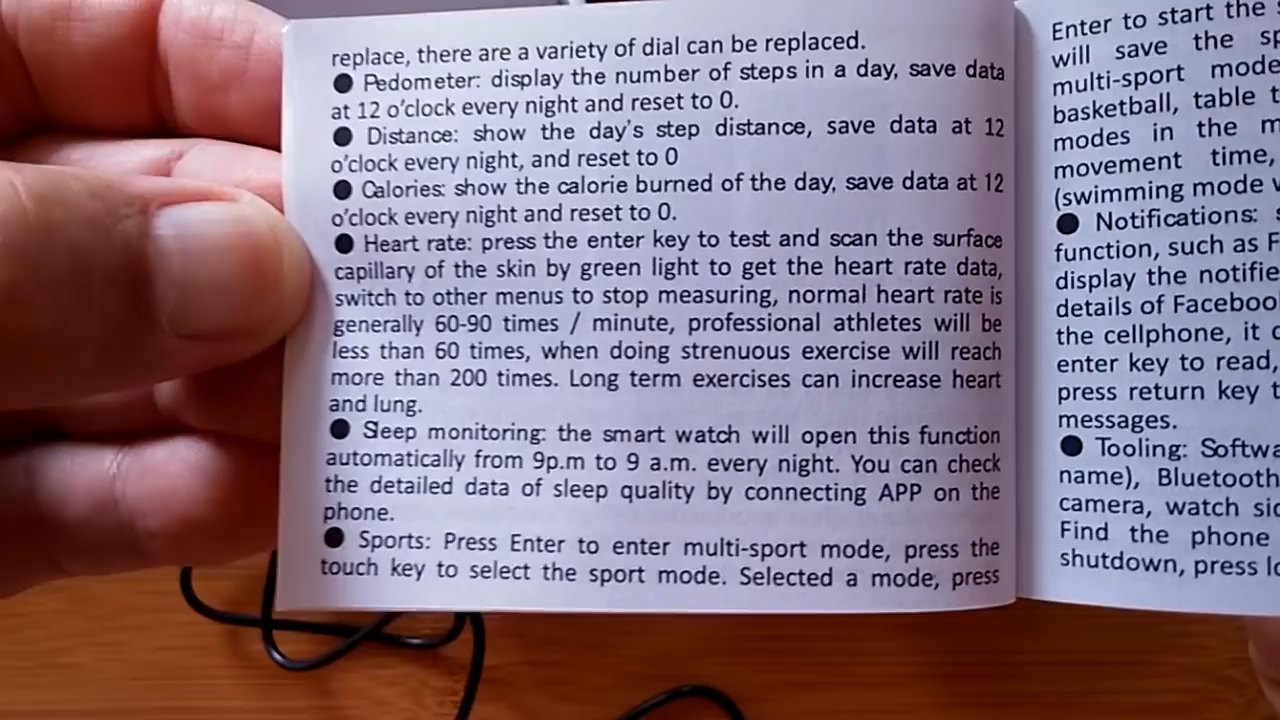 replace, there are a variety of dial can be replaced.
● Pedometer: display the number of steps in a day, save data
at 12 o'clock every night and reset to 0.
● Distance: show the day's step distance, save data at 12
o'clock every night, and reset to 0
● Calories: show the calorie burned of the day, save data at 12
o'clock every night and reset to 0.
● Heart rate: press the enter key to test and scan the surface
capillary of the skin by green light to get the heart rate data,
switch to other menus to stop measuring, normal heart rate is
generally 60-90 times / minute, professional athletes will be
less than 60 times, when doing strenuous exercise will reach
more than 200 times. Long term exercises can increase heart
and lung.
● Sleep monitoring: the smart watch will open this function
automatically from 9p.m to 9 a.m. every night. You can check
the detailed data of sleep quality by connecting APP on the
phone.
● Sports: Press Enter to enter multi-sport mode, press the
touch key to select the sport mode. Selected a mode, press
Enter to start the
will save the
multi-sport mode
basketball, table
modes in the
movement time,
(swimming mode
● Notifications:
function, such as
display the
details of
the cellphone, it
enter key to read,
press return key
messages.
● Tooling:
name), Bluetooth
camera, watch
Find the phone
shutdown, press